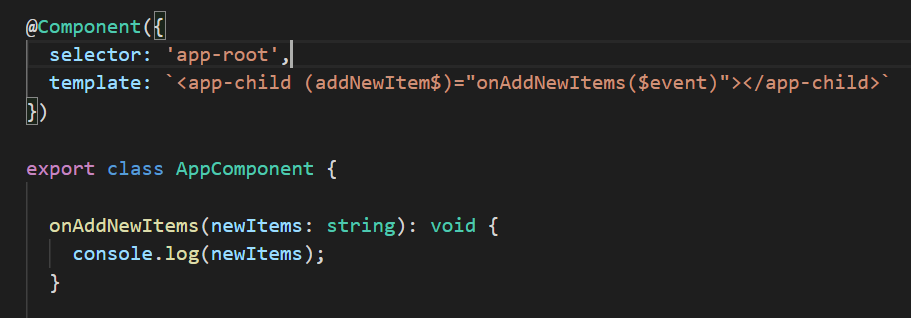 @Component({
  selector: 'app-root',
  template: `<app-child (addNewItem$)="onAddNewItems($event)"></app-child>`
})
export class AppComponent {
  onAddNewItems(newItems: string): void {
    console.log(newItems);
  }